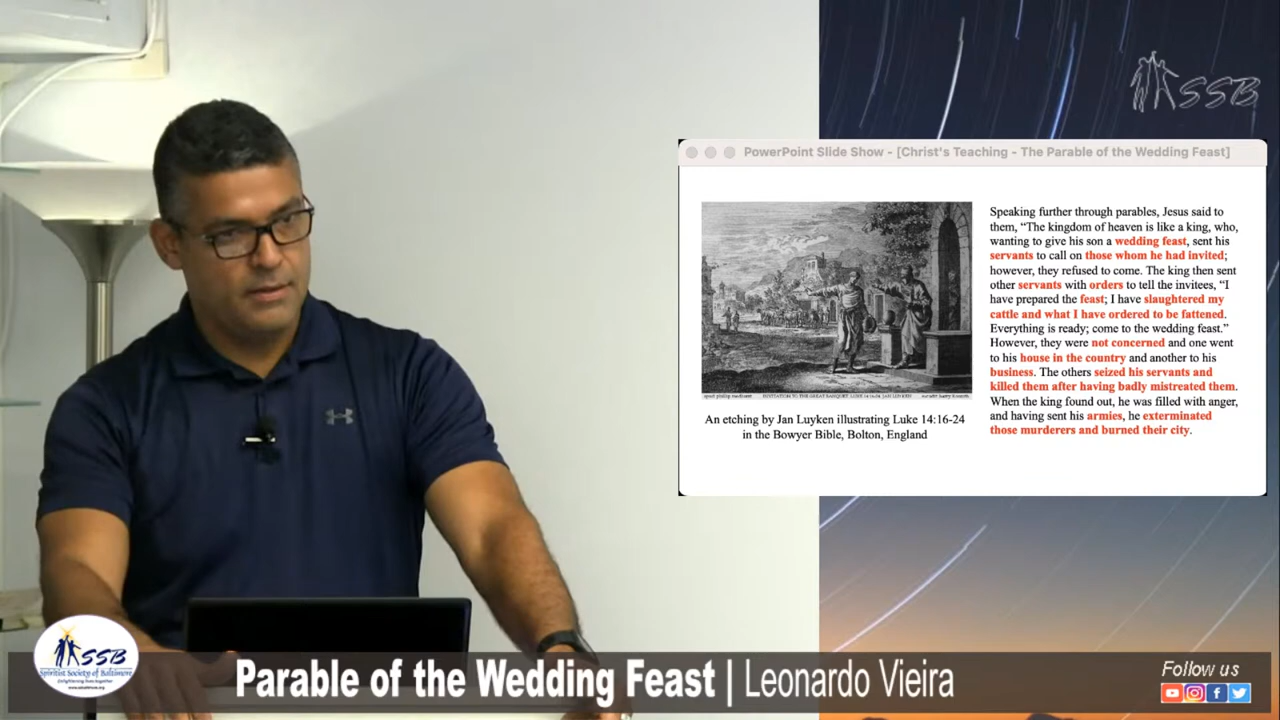 SSB
PowerPoint Slide Show - [Christ's Teaching - The Parable of the Wedding Feast]
Speaking further through parables, Jesus said to
them, “The kingdom of heaven is like a king, who,
wanting to give his son a wedding feast, sent his
servants to call on those whom he had invited;
however, they refused to come. The king then sent
other servants with orders to tell the invitees, “I
have prepared the feast; I have slaughtered my
cattle and what I have ordered to be fattened.
Everything is ready; come to the wedding feast.”
However, they were not concerned and one went
to his house in the country and another to his
business. The others seized his servants and
killed them after having badly mistreated them.
When the king found out, he was filled with anger,
and having sent his armies, he exterminated
those murderers and burned their city.
An etching by Jan Luyken illustrating Luke 14:16-24
in the Bowyer Bible, Bolton, England
SSB
Spiritist Society of Baltimore
Parable of the Wedding Feast | Leonardo Vieira
Follow us